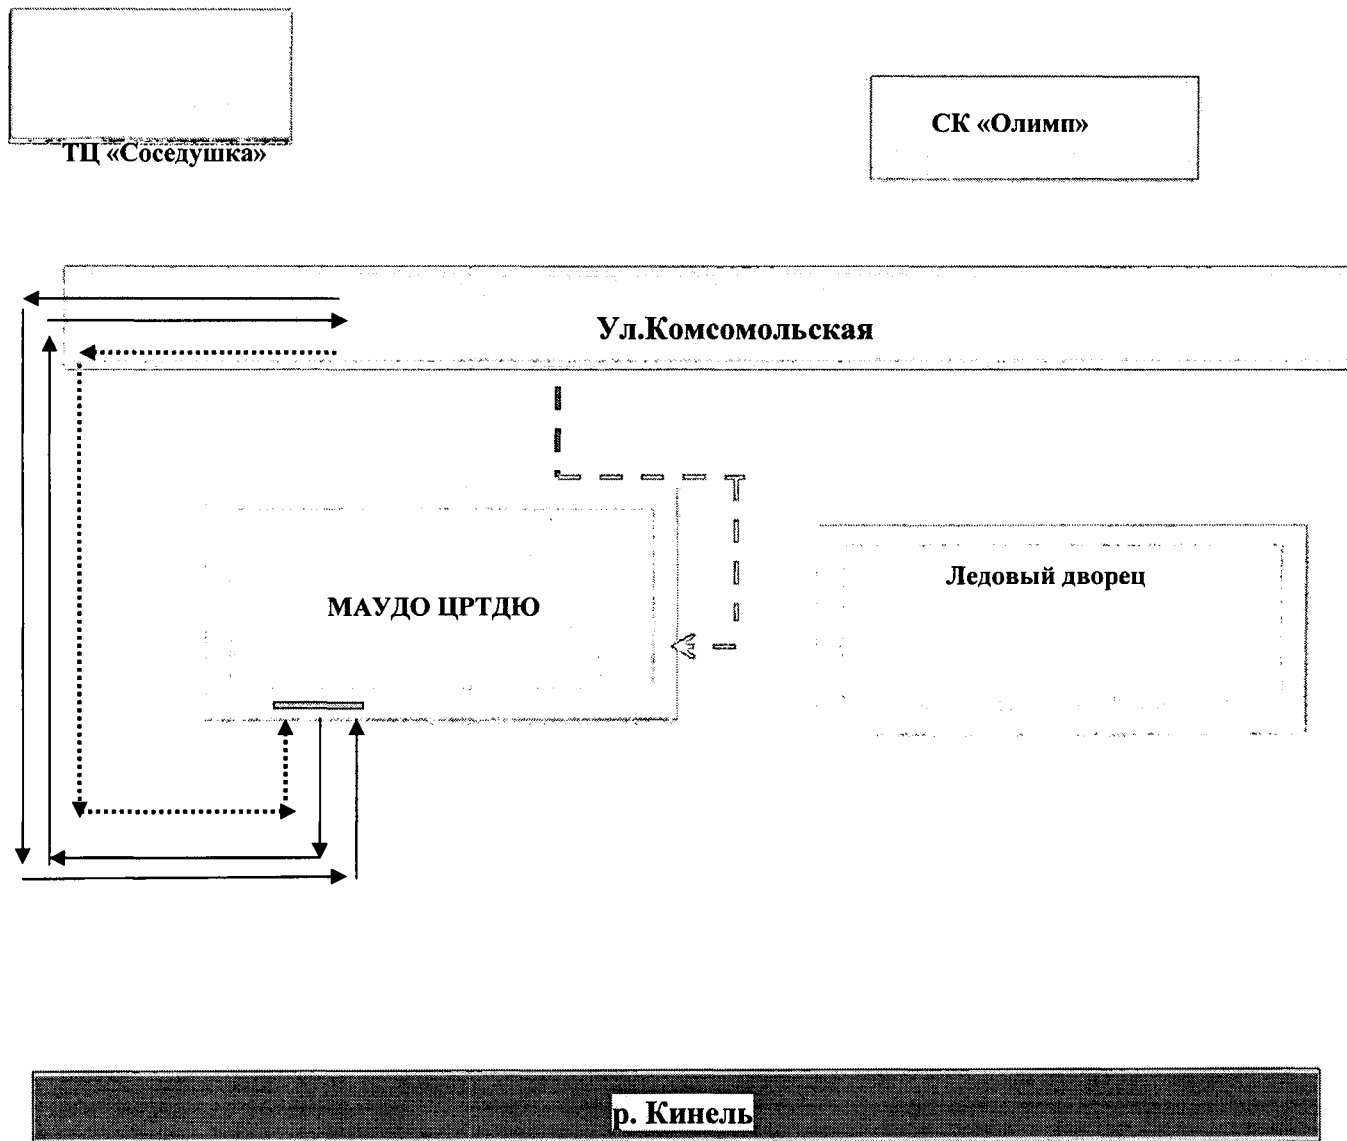 СК «Олимп»
ТЦ «Соседушка»
Ул.Комсомольская
Ледовый дворец
МАУДО ЦРТДЮ
р. Кинель